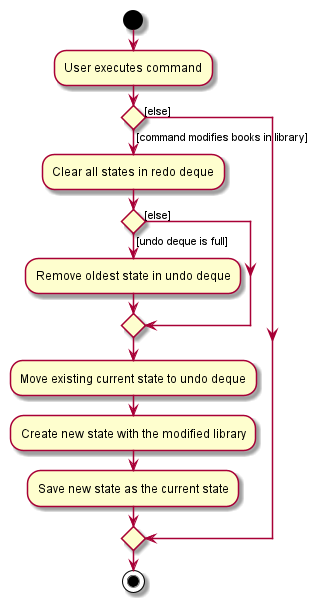 User executes command
[else]
[command modifies books in library]
Clear all states in redo deque
[else]
[undo deque is full]
Remove oldest state in undo deque
Move existing current state to undo deque
Create new state with the modified library
Save new state as the current state